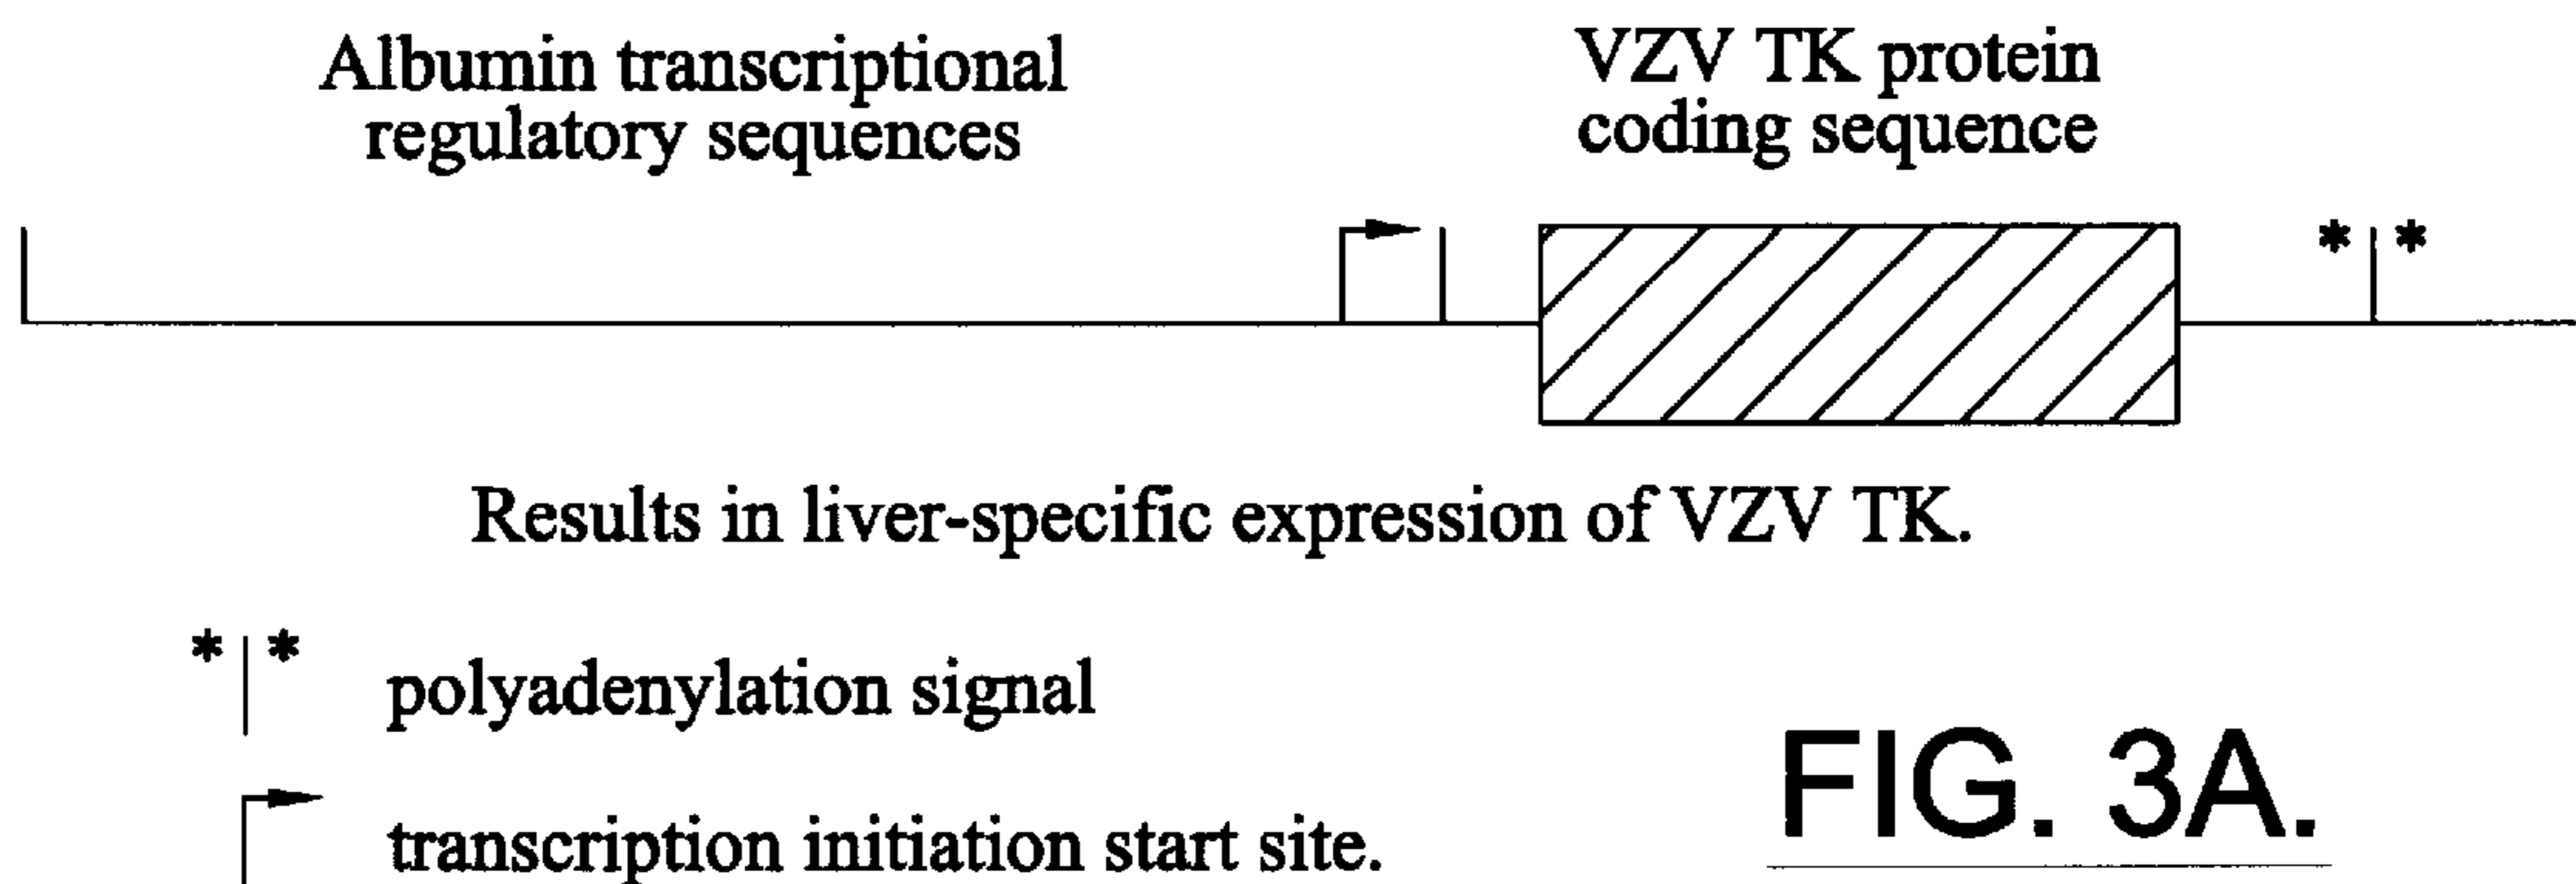 Albumin transcriptional
regulatory sequences
VZV TK protein
coding sequence
* *
Results in liver-specific expression of VZV TK.
* * polyadenylation signal
transcription initiation start site.
FIG. 3A.